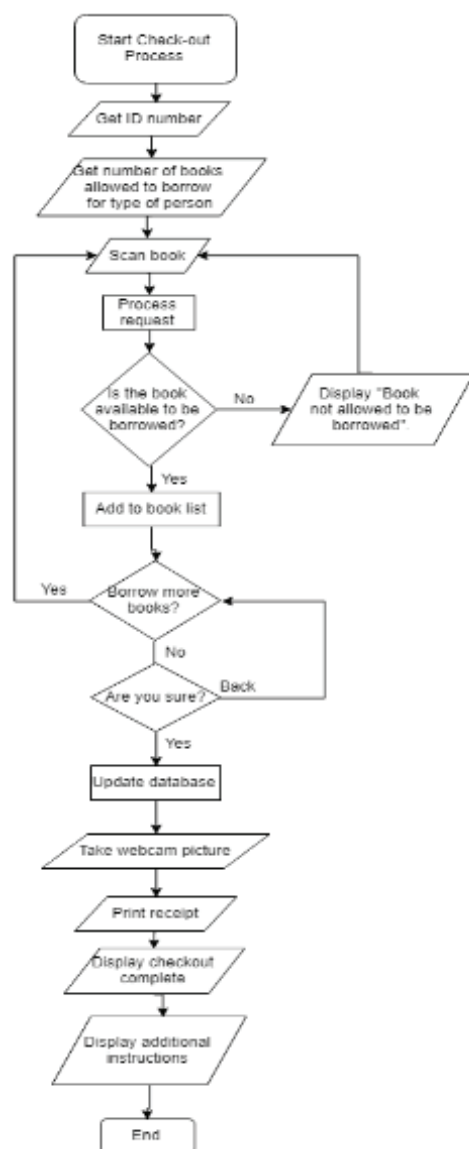 Start Check-out
Process
Get ID number
Get number of books
allowed to borrow
for type of person
Scan book
Process
request
Is the book
available to be
borrowed?
No
Display "Book
not allowed to be
borrowed".
Yes
Add to book list
Yes
Borrow more
books?
No
Are you sure?
Back
Yes
Update database
Take webcam picture
Print receipt
Display checkout
complete
Display additional
instructions
End